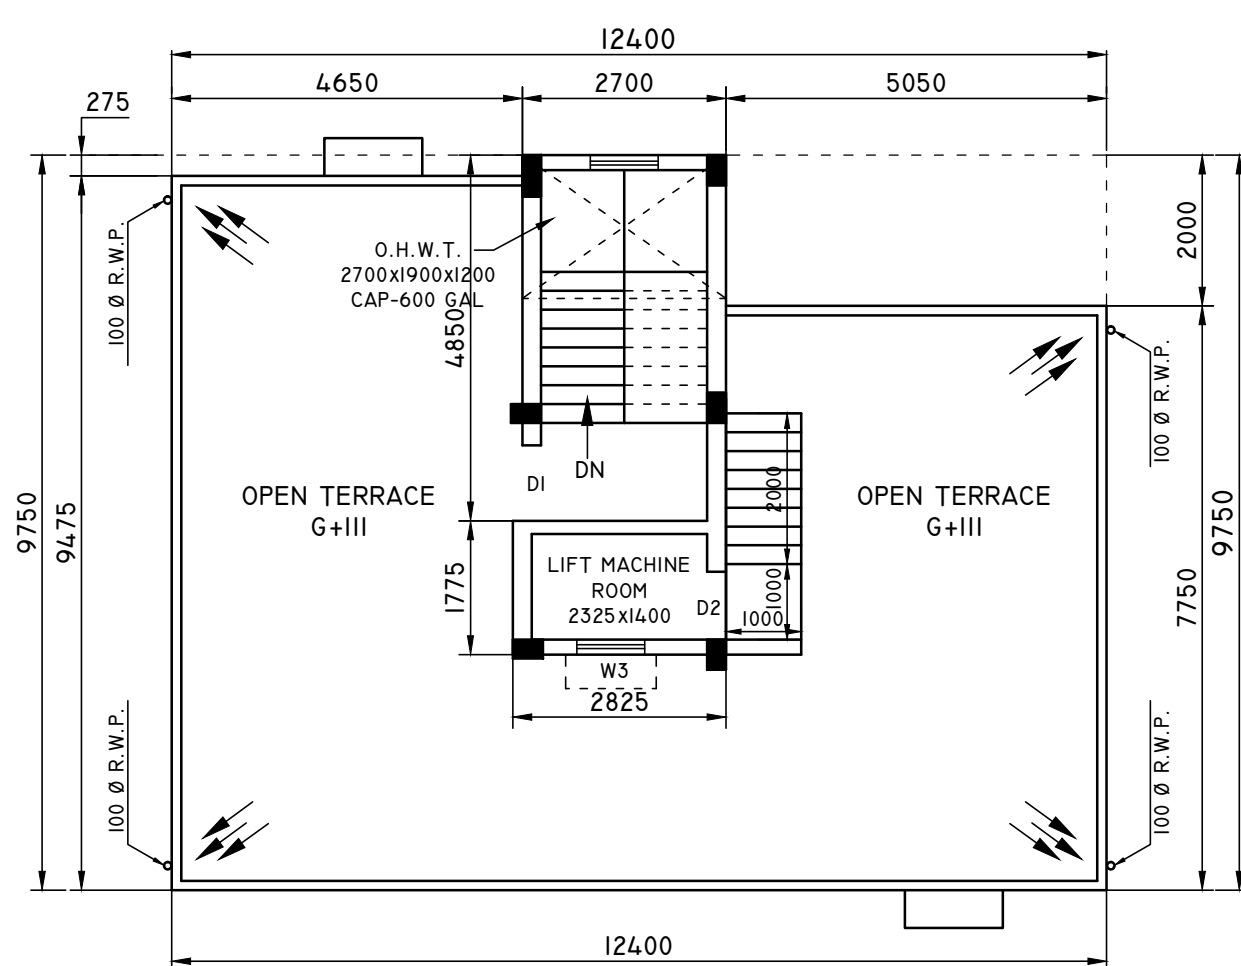 12400
4650
2700
5050
275
100 Ø R.W.P.
O.H.W.T.
2700x1900x1200
CAP-600 GAL
4850
2000
100 Ø R.W.P.
9750
9475
OPEN TERRACE
G+III
D1
DN
2000
OPEN TERRACE
G+III
9750
7750
1775
LIFT MACHINE
ROOM
2325x1400
D2
1000
1000
W3
2825
100 Ø R.W.P.
100 Ø R.W.P.
12400